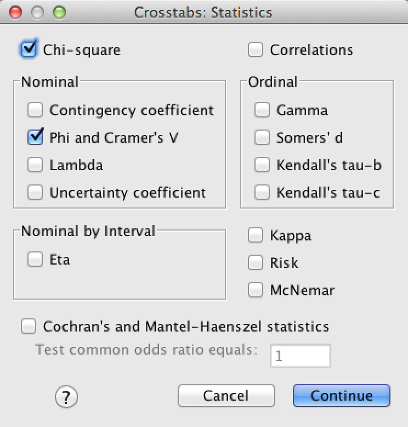 Crosstabs: Statistics
Chi-square
Correlations
Nominal
Contingency coefficient
Phi and Cramer's V
Lambda
Uncertainty coefficient
Ordinal
Gamma
Somers' d
Kendall's tau-b
Kendall's tau-c
Nominal by Interval
Eta
Kappa
Risk
McNemar
Cochran's and Mantel-Haenszel statistics
Test common odds ratio equals: 1
? Cancel Continue